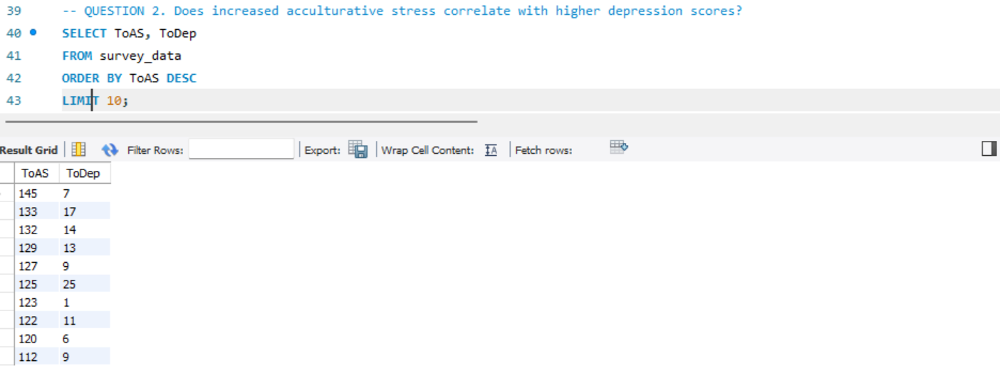 39 -- QUESTION 2. Does increased acculturative stress correlate with higher depression scores?
40 SELECT ToAS, ToDep
41 FROM survey_data
42 ORDER BY ToAS DESC
43 LIMIT 10;
Result Grid Filter Rows: Export: Wrap Cell Content: IA Fetch rows:
ToAS ToDep
145 7
133 17
132 14
129 13
127 9
125 25
123 1
122 11
120 6
112 9